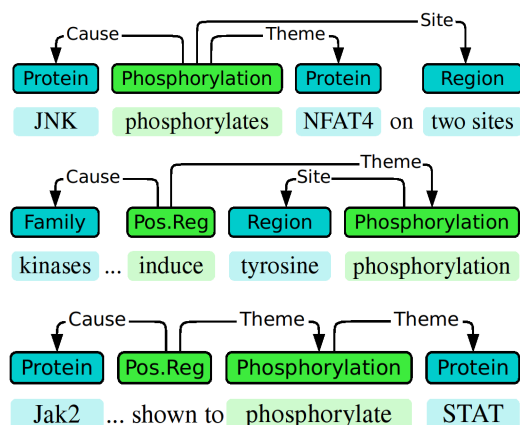 Site
Cause Theme
Protein Phosphorylation Protein Region
JNK phosphorylates NFAT4 on two sites
Theme
Cause Site
Family Pos.Reg Region Phosphorylation
kinases ... induce tyrosine phosphorylation
Cause Theme Theme
Protein Pos.Reg Phosphorylation Protein
Jak2 ... shown to phosphorylate STAT